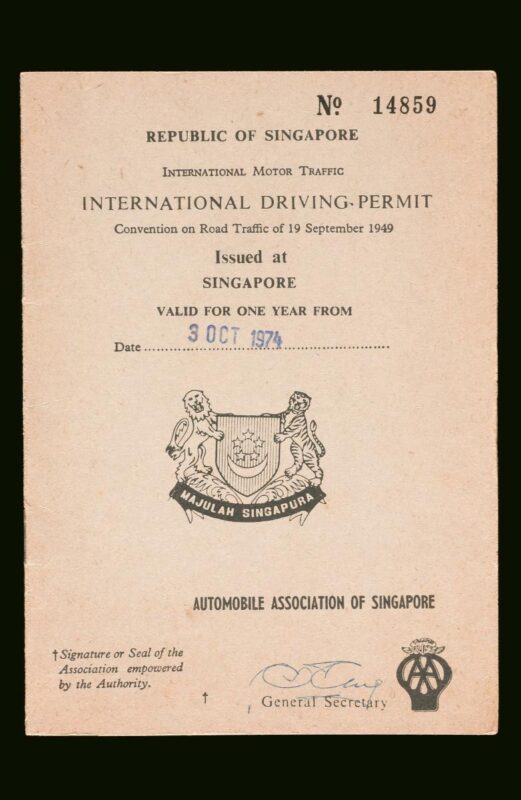 Nº 14859
REPUBLIC OF SINGAPORE
INTERNATIONAL MOTOR TRAFFIC
INTERNATIONAL DRIVING PERMIT
Convention on Road Traffic of 19 September 1949
Issued at
SINGAPORE
VALID FOR ONE YEAR FROM
Date 3 OCT 1974
MAJULAH SINGAPURA
AUTOMOBILE ASSOCIATION OF SINGAPORE
†Signature or Seal of the
Association empowered
by the Authority.
†
General Secretary
AA